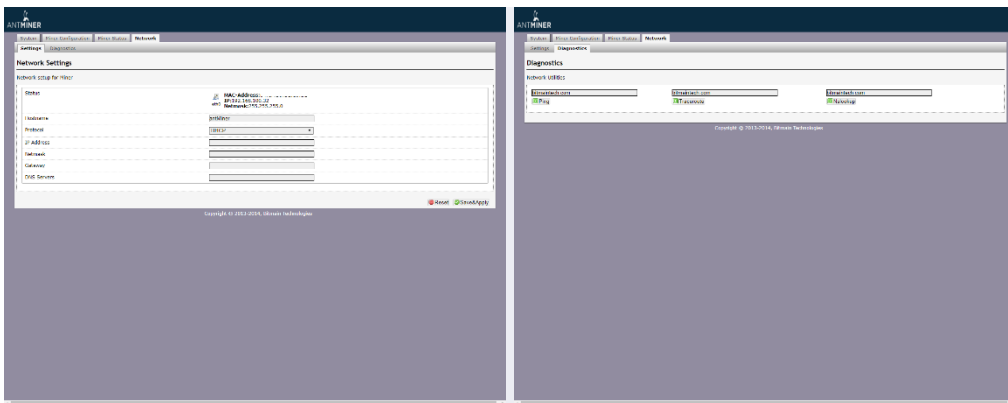 ANTMINER
System Miner Configuration Miner Status Network
Settings Diagnostics
Network Settings
Network setup for Miner
Status
MAC-Address:
IP:192.168.101.32
Netmask:255.255.255.0
Hostname antMiner
Protocol DHCP
IP Address
Netmask
Gateway
DNS Servers
Reset Save&Apply
Copyright © 2013-2014, Bitmain Technologies
ANTMINER
System Miner Configuration Miner Status Network
Settings Diagnostics
Diagnostics
Network Utilities
bitmaintech.com bitmaintech.com bitmaintech.com
Ping Traceroute Nslookup
Copyright © 2013-2014, Bitmain Technologies